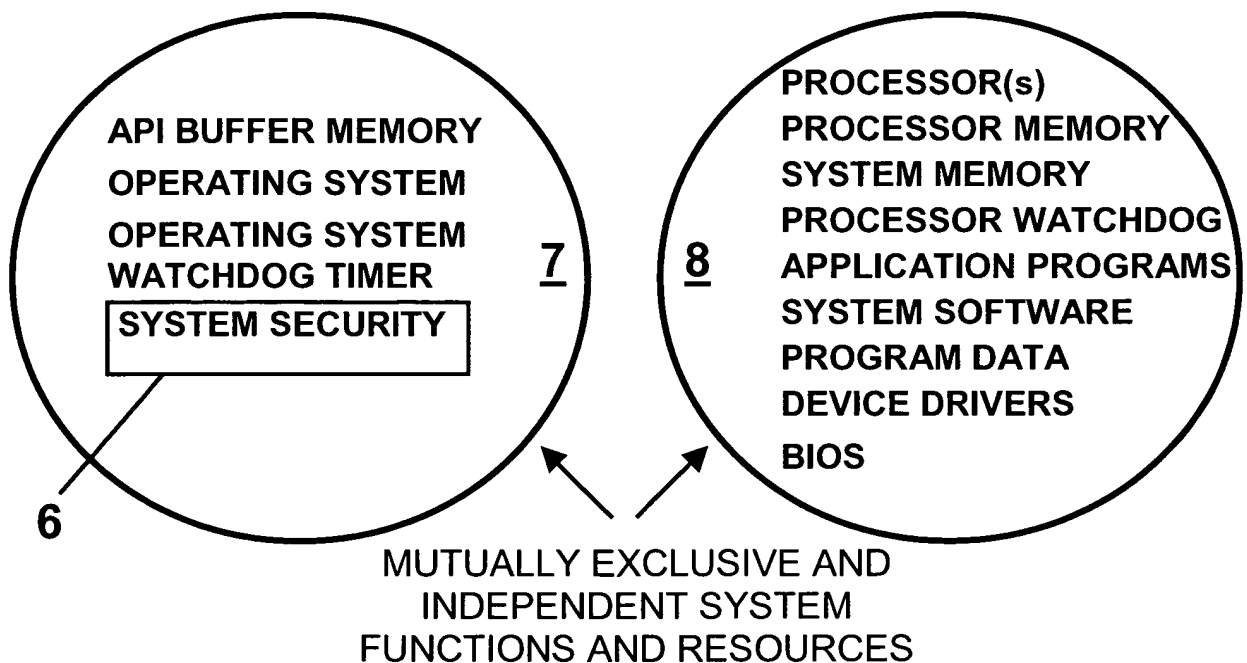 API BUFFER MEMORY
OPERATING SYSTEM
OPERATING SYSTEM
WATCHDOG TIMER
SYSTEM SECURITY
7
6
8
PROCESSOR(s)
PROCESSOR MEMORY
SYSTEM MEMORY
PROCESSOR WATCHDOG
APPLICATION PROGRAMS
SYSTEM SOFTWARE
PROGRAM DATA
DEVICE DRIVERS
BIOS
MUTUALLY EXCLUSIVE AND
INDEPENDENT SYSTEM
FUNCTIONS AND RESOURCES